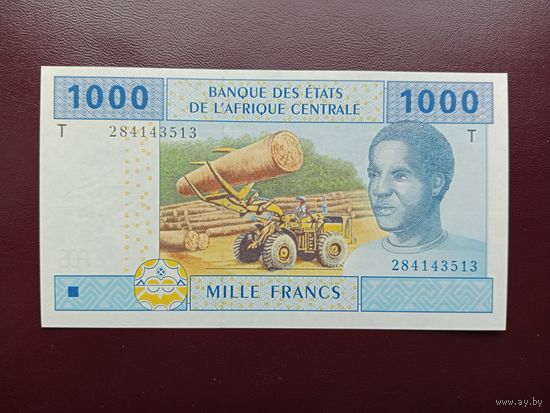 1000
BANQUE DES ÉTATS
DE L'AFRIQUE CENTRALE
1000
T 284143513
T
284143513
MILLE FRANCS
www.ay.by